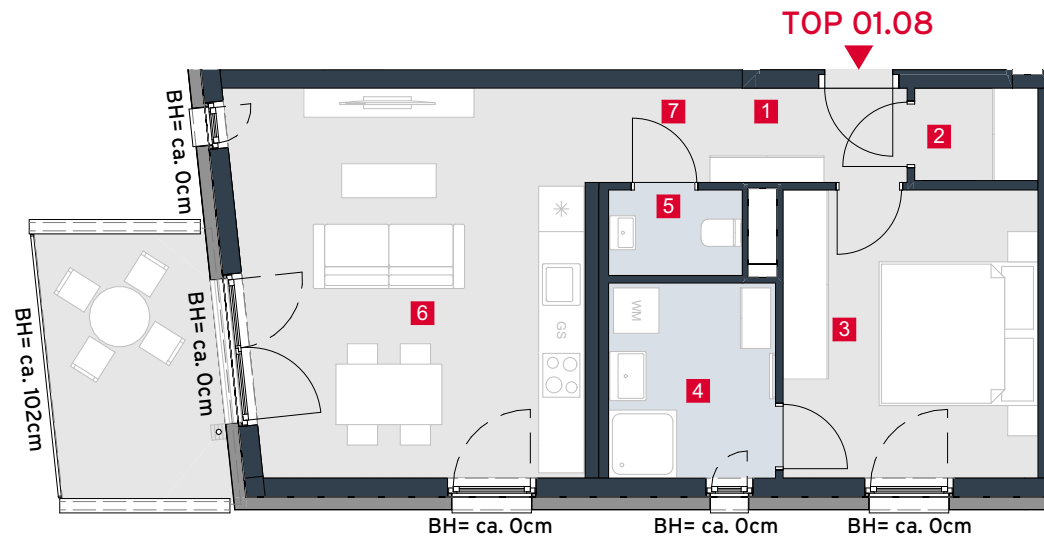 TOP 01.08
BH= ca. 0cm
7
1
2
5
6
GS
WM
3
4
BH= ca. 0cm
BH= ca. 102cm
BH= ca. 0cm
BH= ca. 0cm
BH= ca. 0cm